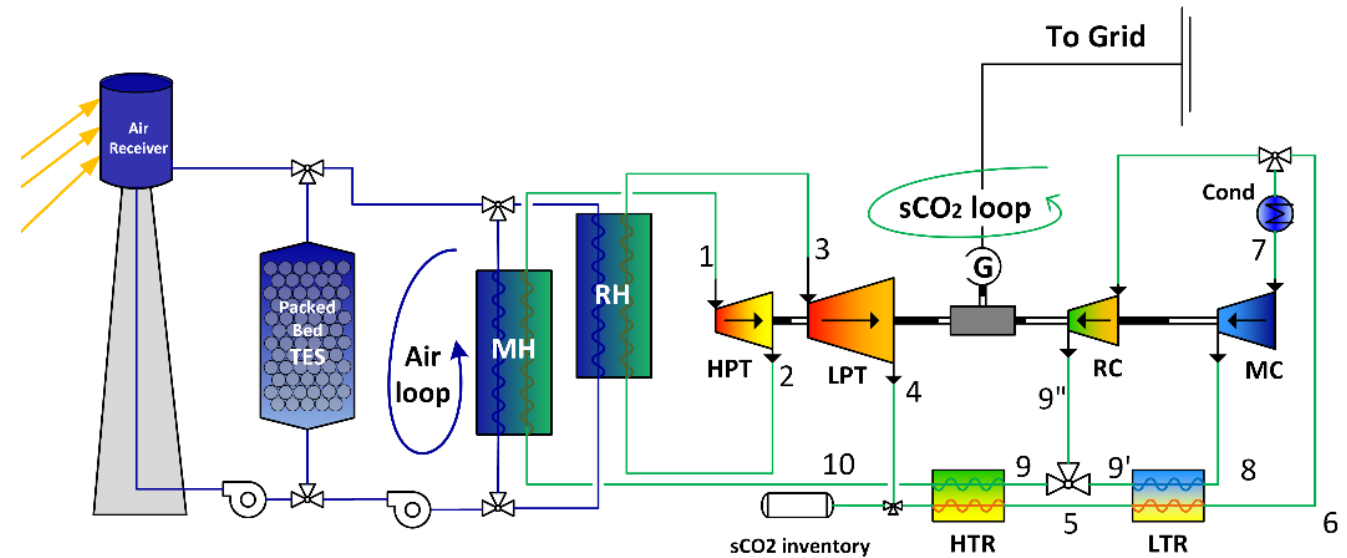 To Grid
Air
Receiver
Cond
sCO₂ loop
7
1
3
G
Packed
Bed
TES
Air
loop
MH
RH
HPT
2
LPT
4
RC
MC
9"
10
9
9'
8
5
6
sCO2 inventory
HTR
LTR